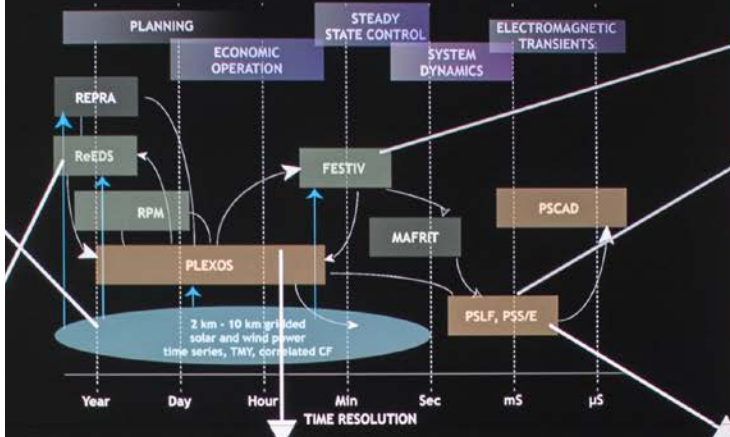 PLANNING
STEADY
STATE CONTROL
ELECTROMAGNETIC
TRANSIENTS
ECONOMIC
OPERATION
SYSTEM
DYNAMICS
REPRA
ReEDS
FESTIV
RPM
PSCAD
MAFRIT
PLEXOS
PSLF, PSS/E
2 km - 10 km gridded
solar and wind power
time series, TMY, correlated CF
Year Day Hour Min Sec mS µS
TIME RESOLUTION